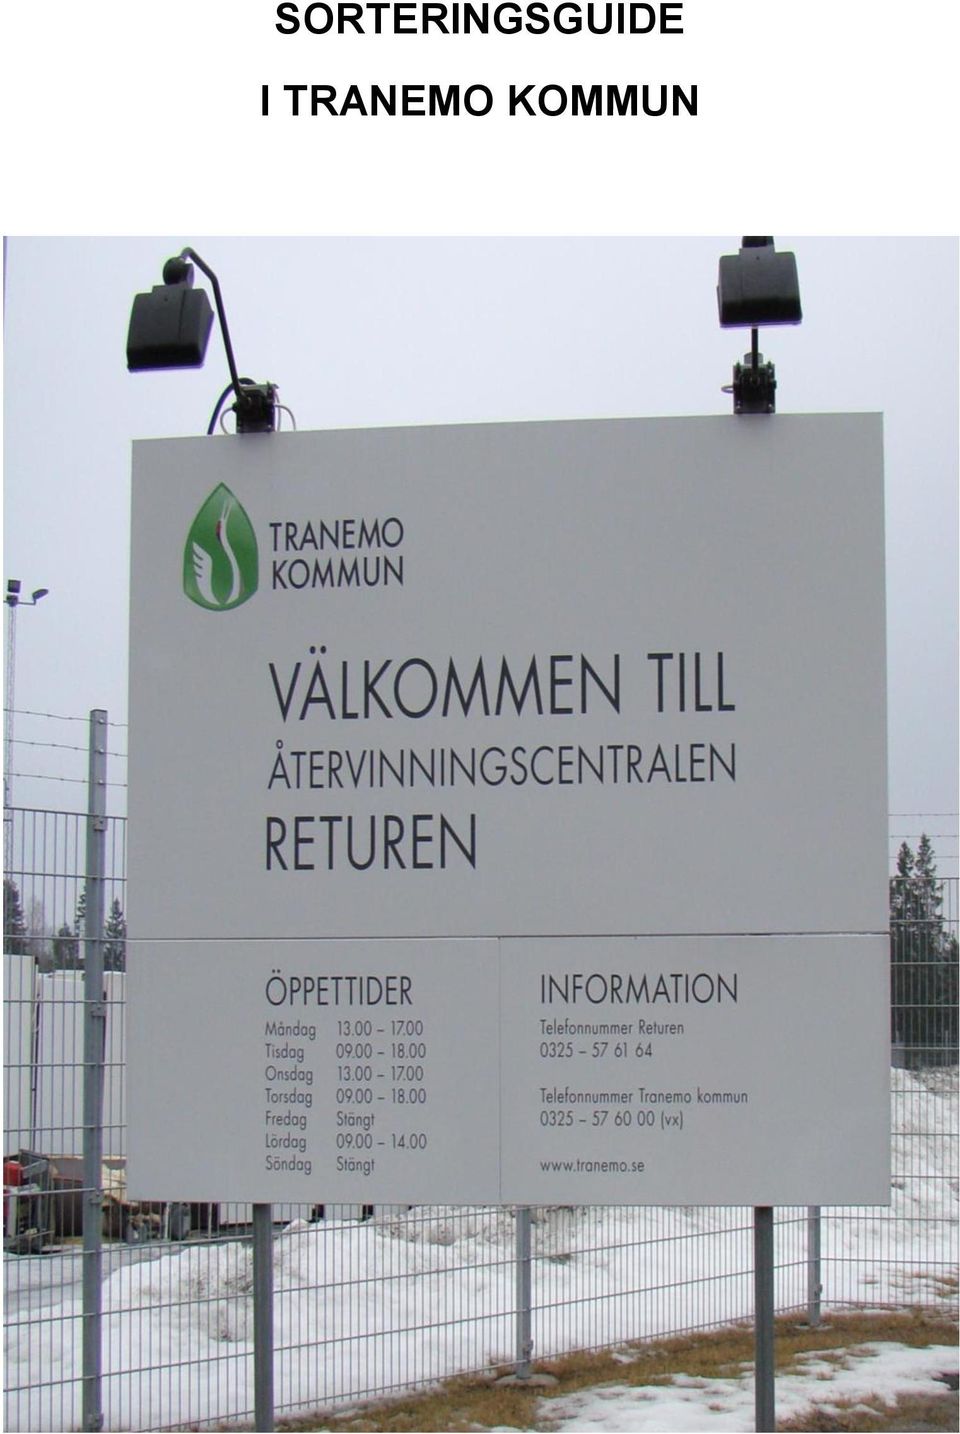 SORTERINGSGUIDE
I TRANEMO KOMMUN
TRANEMO
KOMMUN
VÄLKOMMEN TILL
ÅTERVINNINGSCENTRALEN
RETUREN
ÖPPETTIDER
Måndag 13.00 – 17.00
Tisdag 09.00 – 18.00
Onsdag 13.00 – 17.00
Torsdag 09.00 – 18.00
Fredag Stängt
Lördag 09.00 – 14.00
Söndag Stängt
INFORMATION
Telefonnummer Returen
0325 – 57 61 64
Telefonnummer Tranemo kommun
0325 – 57 60 00 (vx)
www.tranemo.se